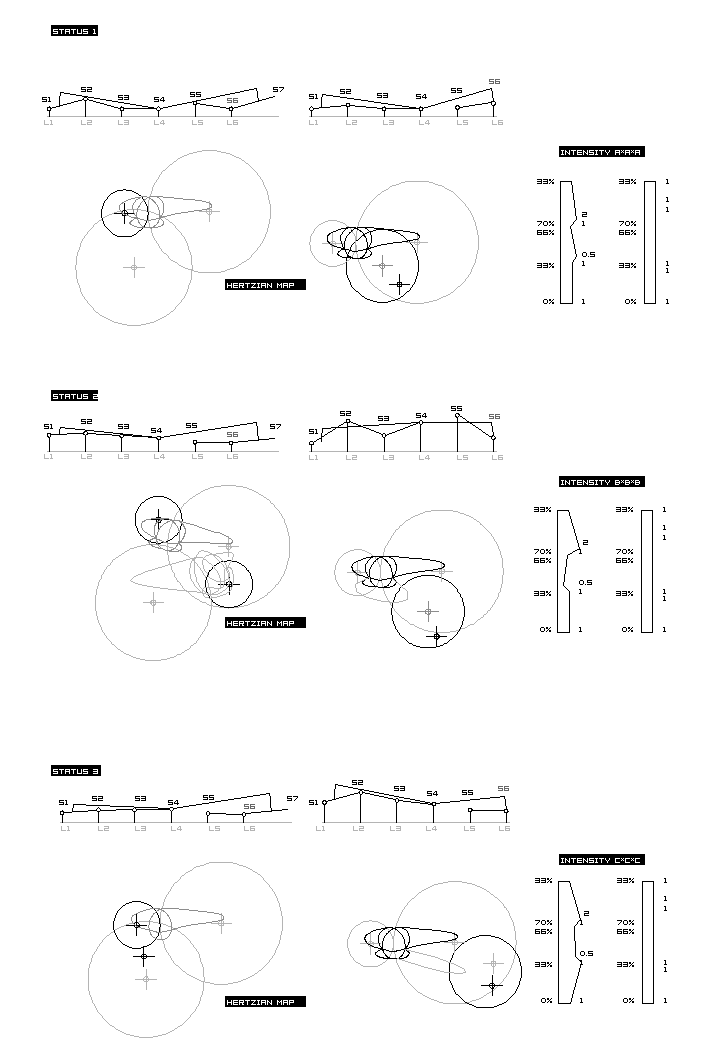 STATUS 1
S1 S2 S3 S4 S5 S6 S7
L1 L2 L3 L4 L5 L6
S1 S2 S3 S4 S5 S6
L1 L2 L3 L4 L5 L6
INTENSITY A*A*A
33% 33% 1
1
2 1
70% 1 70%
66% 66%
0.5
33% 1 33% 1
1
0% 1 0% 1
HERTZIAN MAP
STATUS 2
S1 S2 S3 S4 S5 S6 S7
L1 L2 L3 L4 L5 L6
S1 S2 S3 S4 S5 S6
L1 L2 L3 L4 L5 L6
INTENSITY B*B*B
33% 33% 1
1
2 1
70% 1 70%
66% 66%
0.5
33% 1 33% 1
1
0% 1 0% 1
HERTZIAN MAP
STATUS 3
S1 S2 S3 S4 S5 S6 S7
L1 L2 L3 L4 L5 L6
S1 S2 S3 S4 S5 S6
L1 L2 L3 L4 L5 L6
INTENSITY C*C*C
33% 33% 1
1
2 1
70% 1 70%
66% 66%
0.5
33% 1 33% 1
1
0% 1 0% 1
HERTZIAN MAP